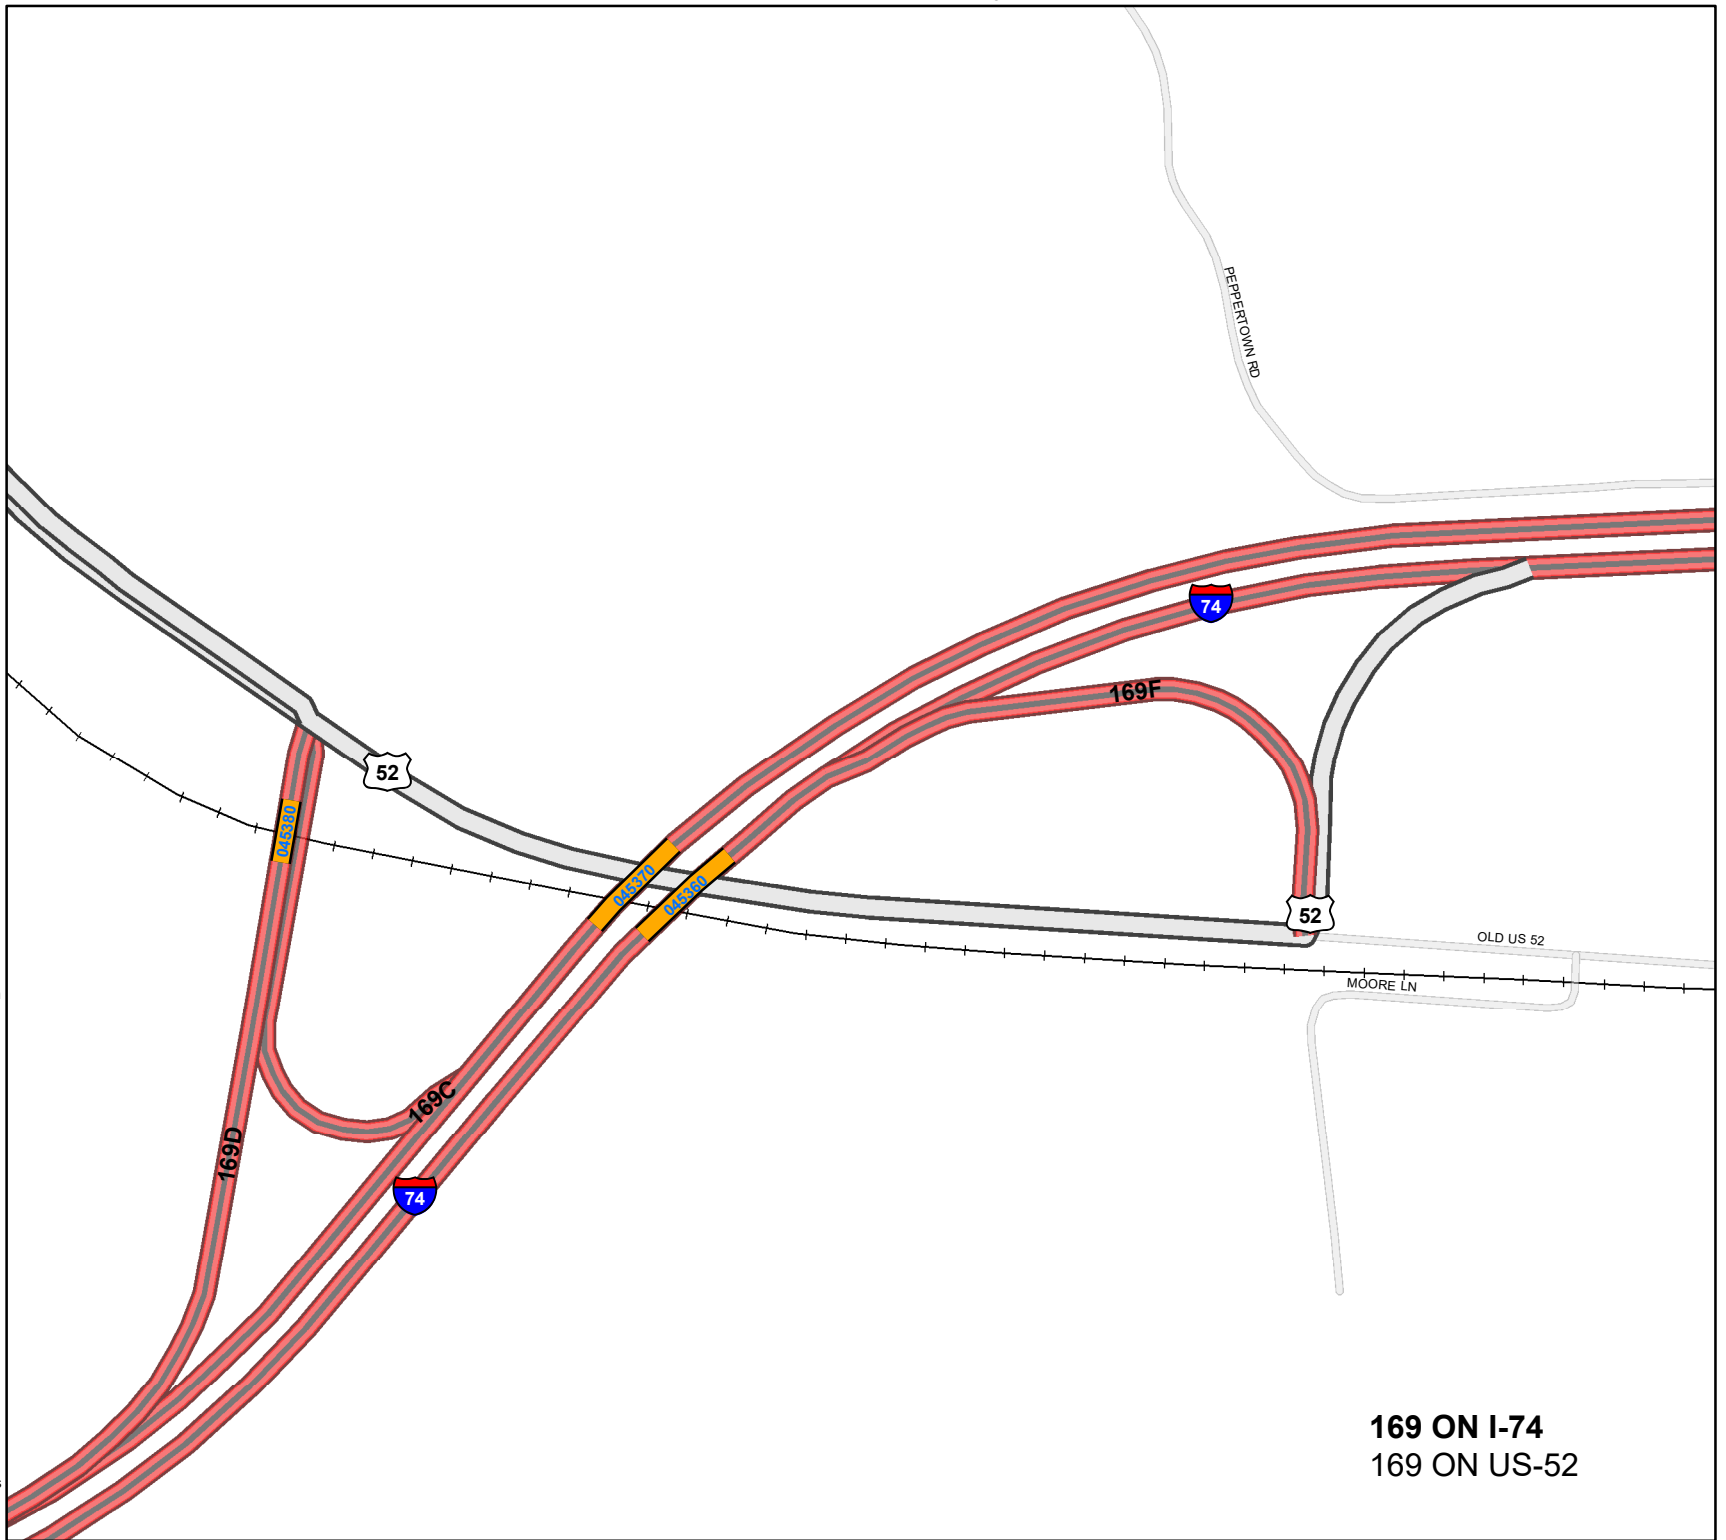 PEPPERTOWN RD
74
169F
52
045380
045370
045360
52
OLD US 52
MOORE LN
169C
169D
74
169 ON I-74
169 ON US-52